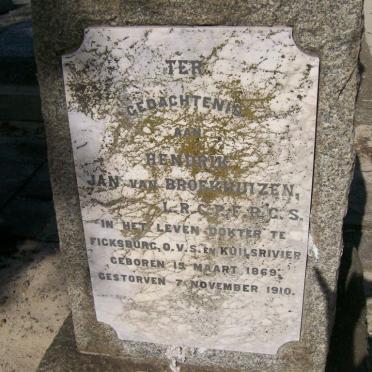 TER
GEDACHTENIS
AAN
HENDRIK
JAN VAN BROEKHUIZEN,
L.R.C.P.F.R.C.S.
IN HET LEVEN DOKTER TE
FICKSBURG, O.V.S. EN KUILSRIVIER
GEBOREN 15 MAART 1869,
GESTORVEN 7 NOVEMBER 1910.